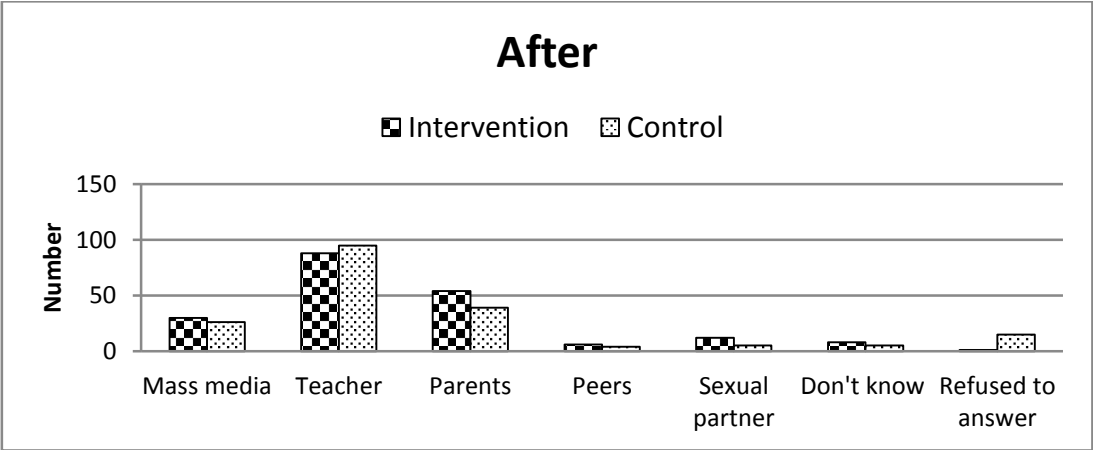 After
Intervention Control
Number
150
100
50
0
Mass media Teacher Parents Peers Sexual partner Don't know Refused to answer